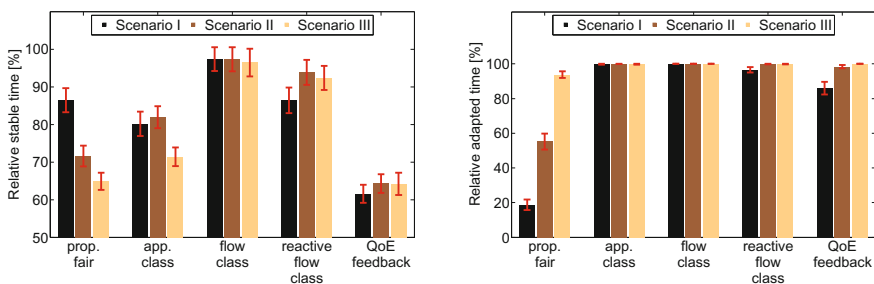 Scenario I Scenario II Scenario III
Relative stable time [%]
100
90
80
70
60
50
prop. fair
app. class
flow class
reactive flow class
QoE feedback
Scenario I Scenario II Scenario III
Relative adapted time [%]
100
80
60
40
20
0
prop. fair
app. class
flow class
reactive flow class
QoE feedback